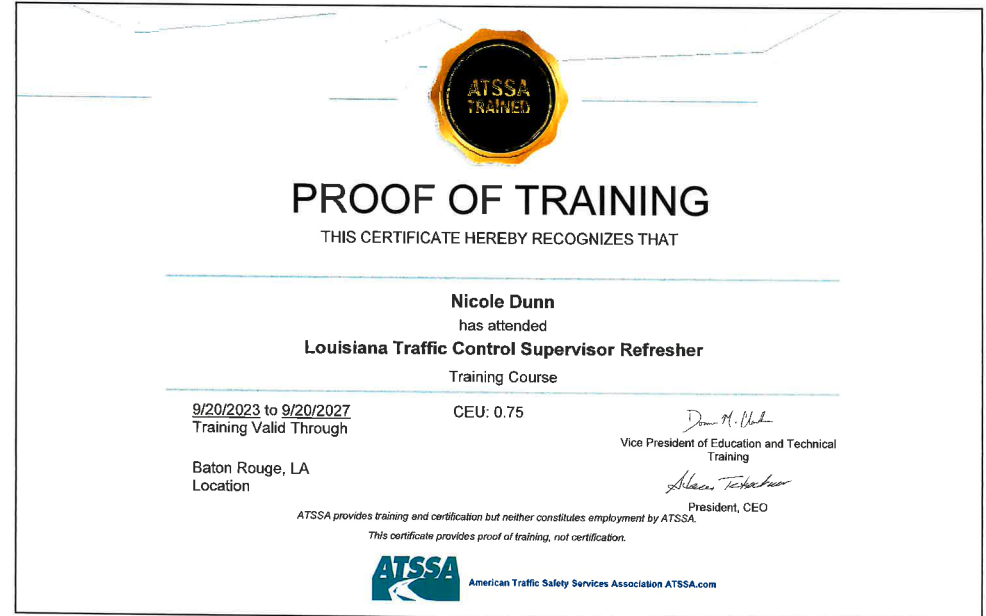 ATSSA
TRAINED
PROOF OF TRAINING
THIS CERTIFICATE HEREBY RECOGNIZES THAT
Nicole Dunn
has attended
Louisiana Traffic Control Supervisor Refresher
Training Course
9/20/2023 to 9/20/2027
Training Valid Through
CEU: 0.75
Baton Rouge, LA
Location
Vice President of Education and Technical
Training
President, CEO
ATSSA provides training and certification but neither constitutes employment by ATSSA.
This certificate provides proof of training, not certification.
ATSSA
American Traffic Safety Services Association ATSSA.com